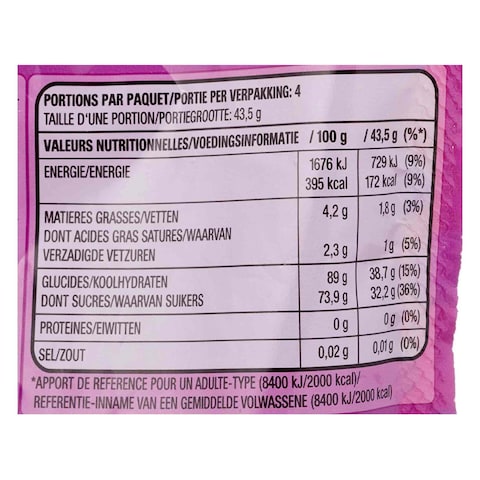 PORTIONS PAR PAQUET/PORTIE PER VERPAKKING: 4
TAILLE D'UNE PORTION/PORTIEGROOTTE: 43,5 g
VALEURS NUTRITIONNELLES/VOEDINGSINFORMATIE / 100 g / 43,5 g (%*)
ENERGIE/ENERGIE 1676 kJ 729 kJ (9%)
395 kcal 172 kcal (9%)
MATIERES GRASSES/VETTEN 4,2 g 1,8 g (3%)
DONT ACIDES GRAS SATURES/WAARVAN
VERZADIGDE VETZUREN 2,3 g 1 g (5%)
GLUCIDES/KOOLHYDRATEN 89 g 38,7 g (15%)
DONT SUCRES/WAARVAN SUIKERS 73,9 g 32,2 g (36%)
PROTEINES/EIWITTEN 0 g 0 g (0%)
SEL/ZOUT 0,02 g 0,01 g (0%)
*APPORT DE REFERENCE POUR UN ADULTE-TYPE (8400 kJ/2000 kcal)/
REFERENTIE-INNAME VAN EEN GEMIDDELDE VOLWASSENE (8400 kJ/2000 kcal)